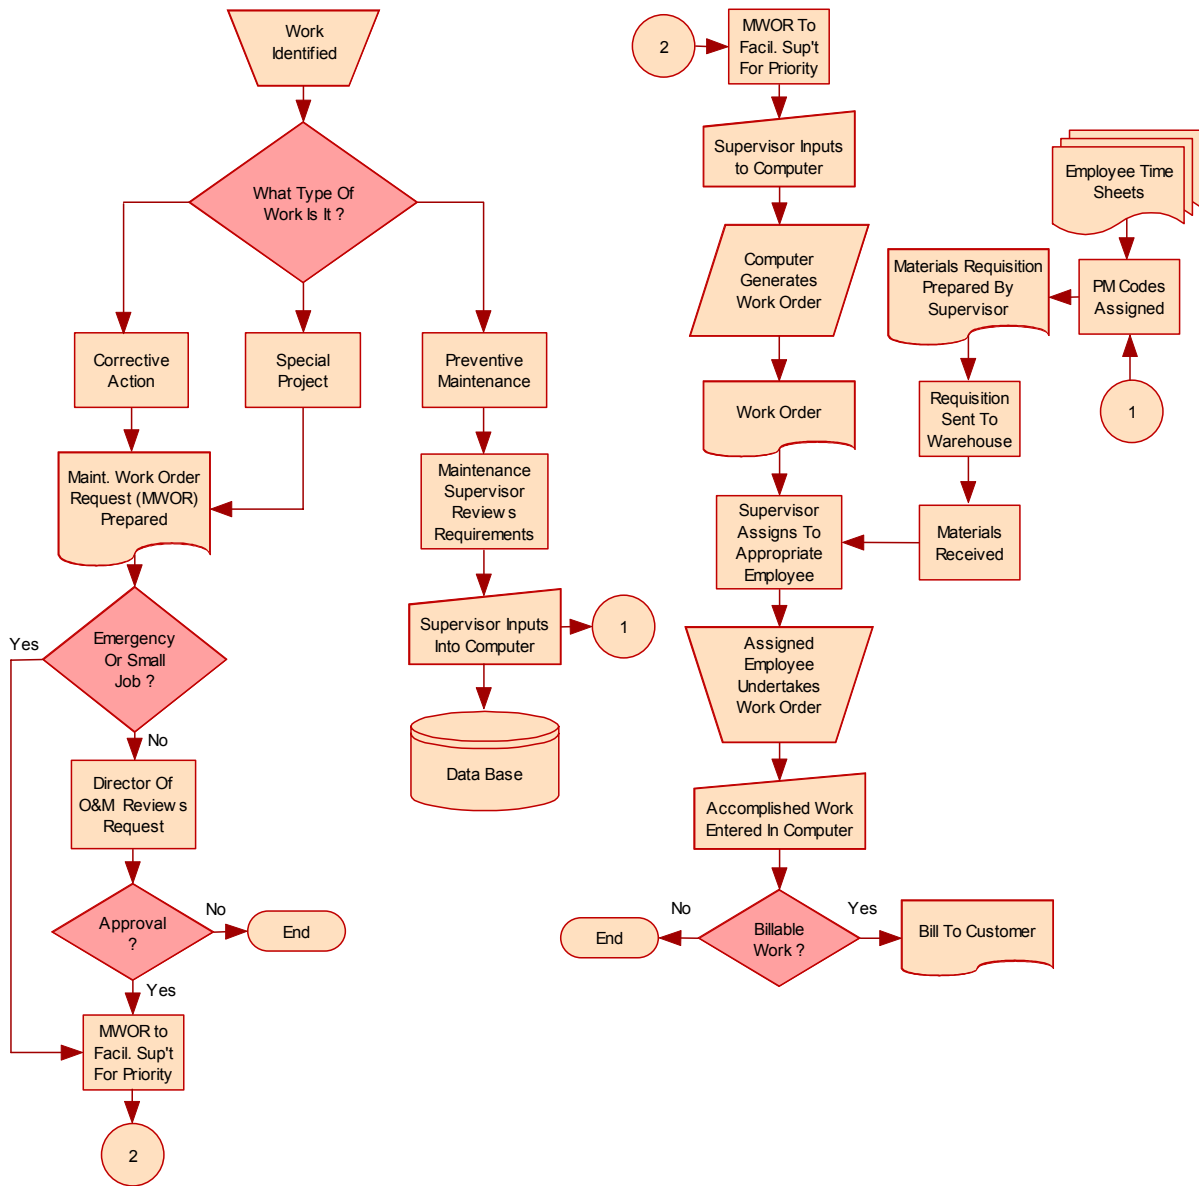 Work
Identified
What Type Of
Work Is It ?
Corrective
Action
Special
Project
Preventive
Maintenance
Maint. Work Order
Request (MWOR)
Prepared
Maintenance
Supervisor
Reviews
Requirements
Emergency
Or Small
Job ?
Yes
No
Supervisor Inputs
Into Computer
1
Data Base
Director Of
O&M Reviews
Request
Approval
?
No
End
Yes
MWOR to
Facil. Sup't
For Priority
2
2
MWOR To
Facil. Sup't
For Priority
Supervisor Inputs
to Computer
Computer
Generates
Work Order
Work Order
Employee Time
Sheets
PM Codes
Assigned
1
Materials Requisition
Prepared By
Supervisor
Requisition
Sent To
Warehouse
Materials
Received
Supervisor
Assigns To
Appropriate
Employee
Assigned
Employee
Undertakes
Work Order
Accomplished Work
Entered In Computer
Billable
Work ?
No
End
Yes
Bill To Customer